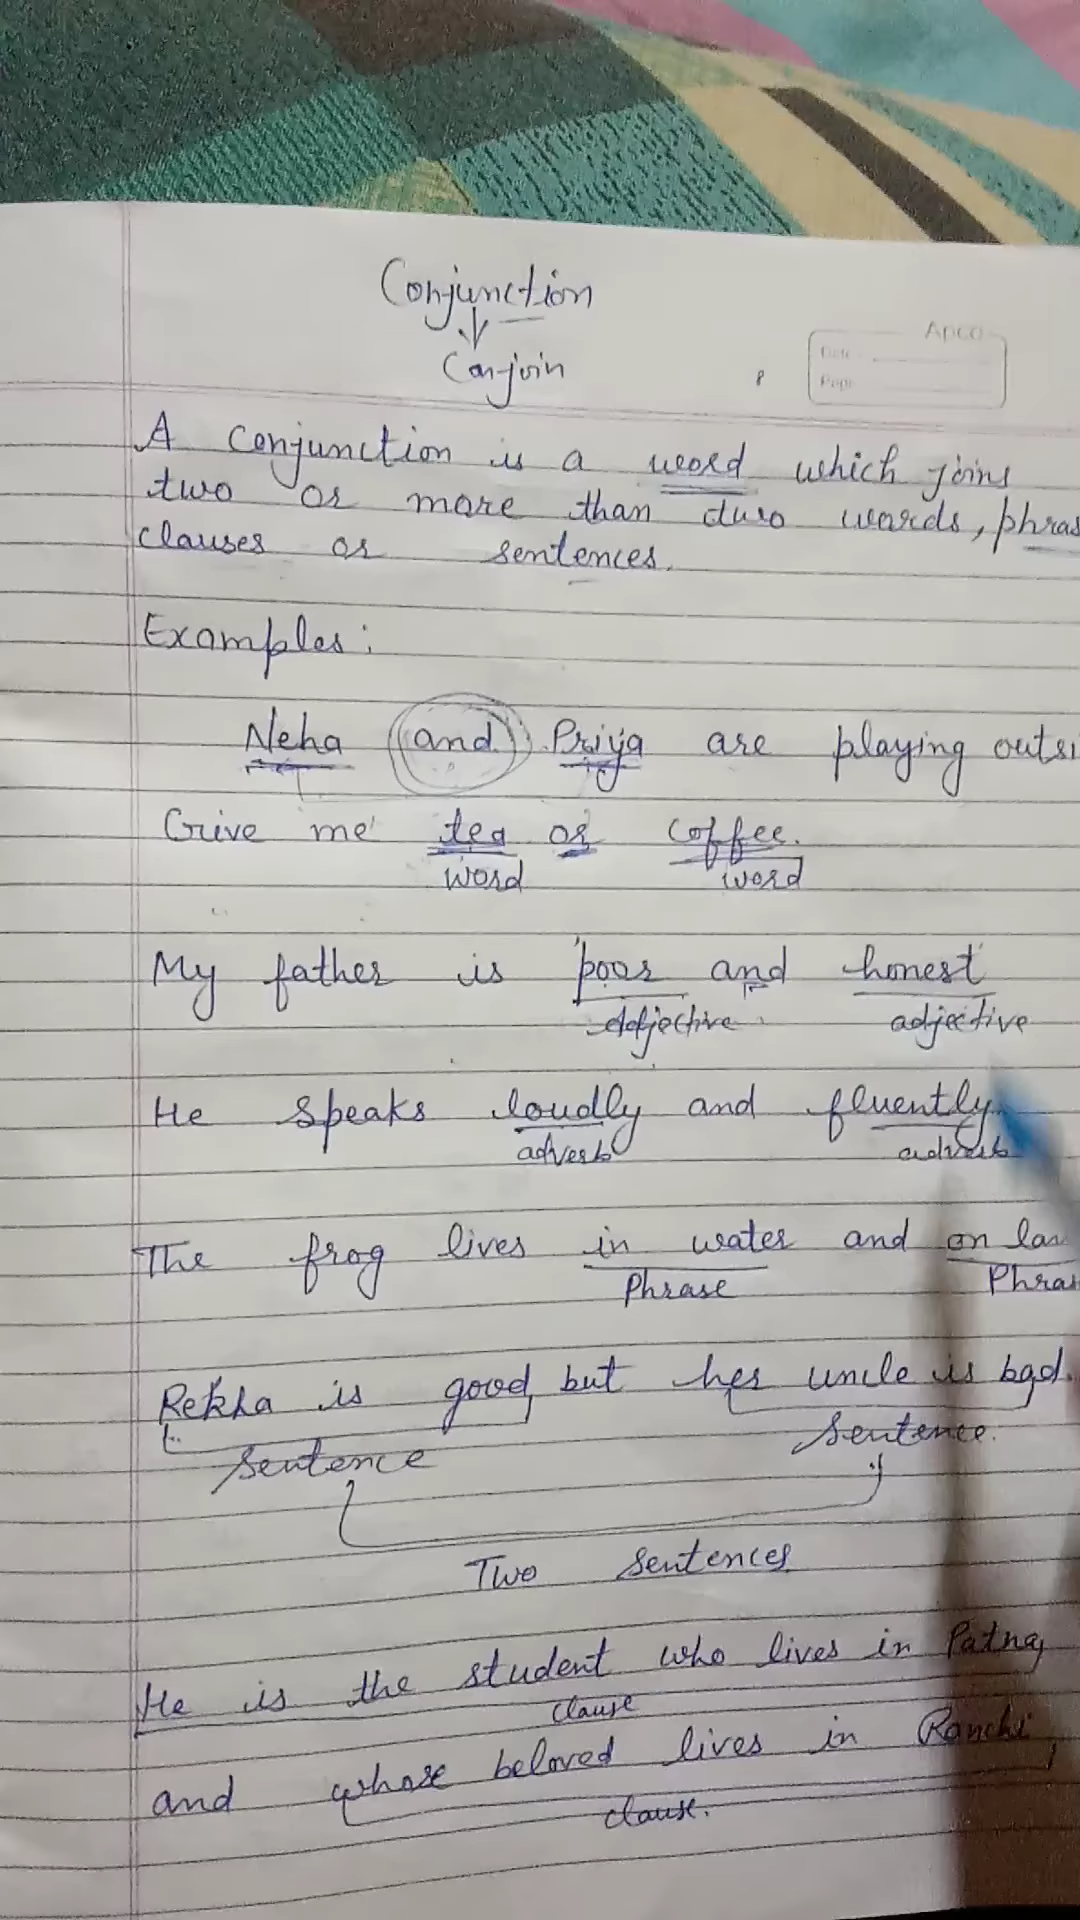 Conjunction
Conjoin
Apco
Date
Page
A conjunction is a word which joins
two or more than two words, phras
clauses or sentences.
Examples:
Neha and Priya are playing outsi
Give me tea or coffee.
word word
My father is poor and honest
adjective adjective
He speaks loudly and fluently.
adverb adverb
The frog lives in water and on lan
Phrase Phras
Rekha is good, but her uncle is bad.
Sentence Sentence.
Two Sentences
He is the student who lives in Patna,
clause
and whose beloved lives in Ranchi,
clause.